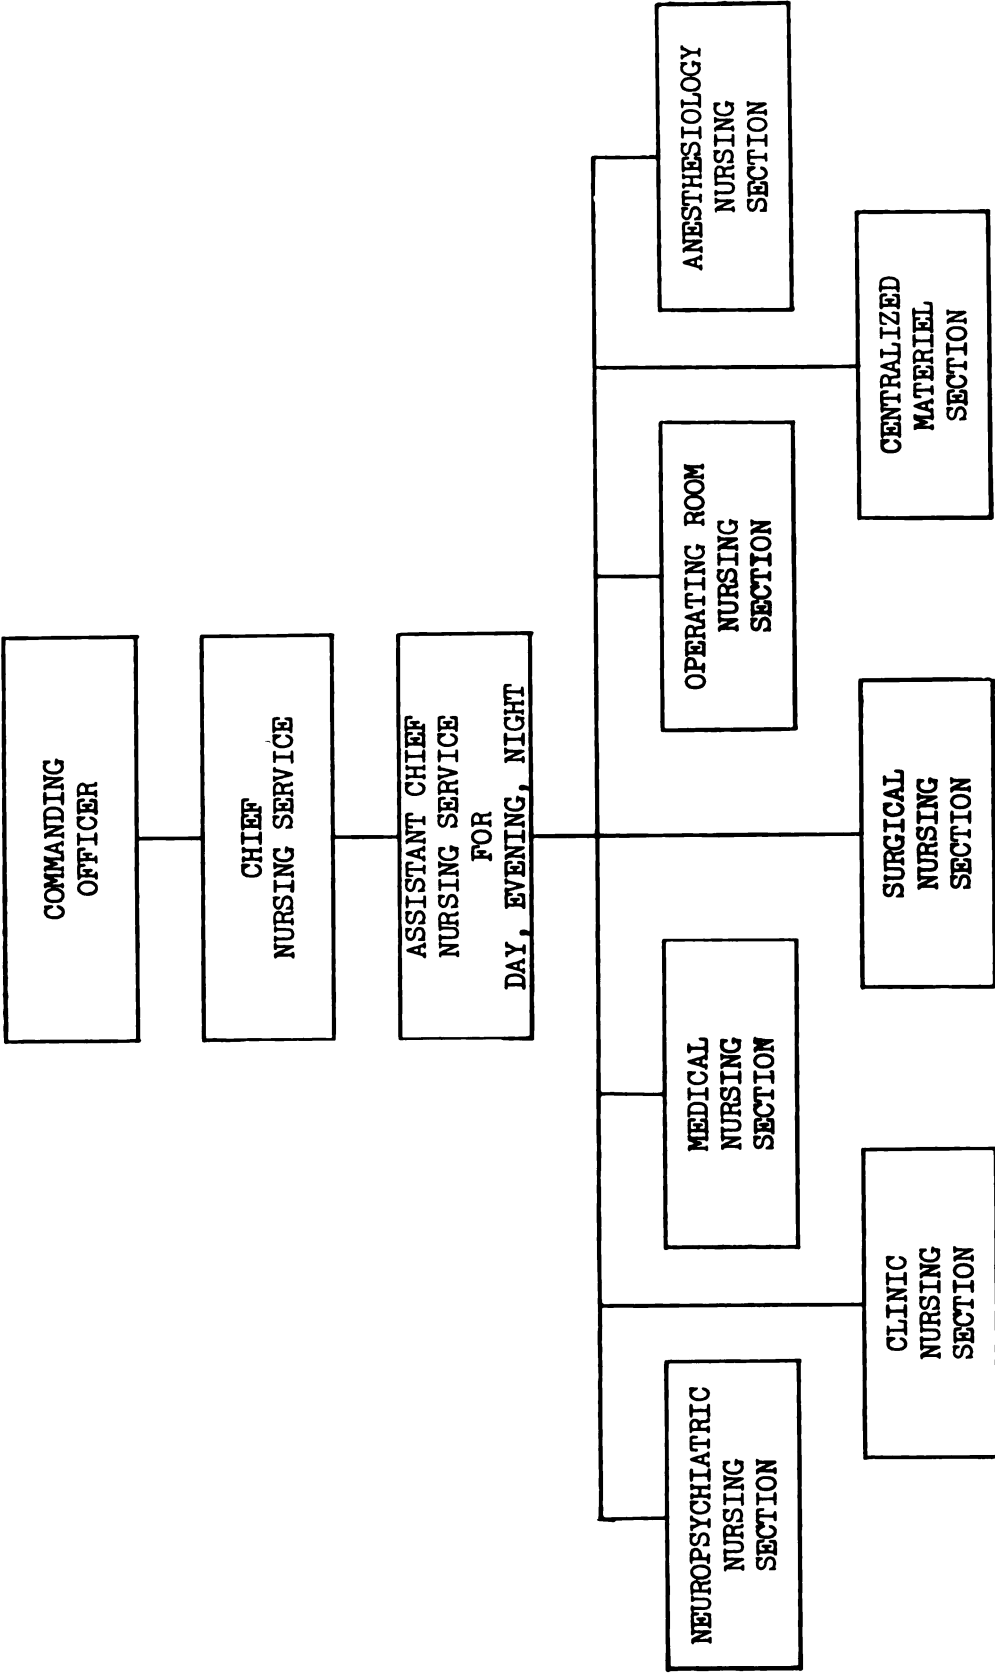 COMMANDING
OFFICER
CHIEF
NURSING SERVICE
ASSISTANT CHIEF
NURSING SERVICE
FOR
DAY, EVENING, NIGHT
NEUROPSYCHIATRIC
NURSING
SECTION
CLINIC
NURSING
SECTION
MEDICAL
NURSING
SECTION
SURGICAL
NURSING
SECTION
OPERATING ROOM
NURSING
SECTION
CENTRALIZED
MATERIEL
SECTION
ANESTHESIOLOGY
NURSING
SECTION